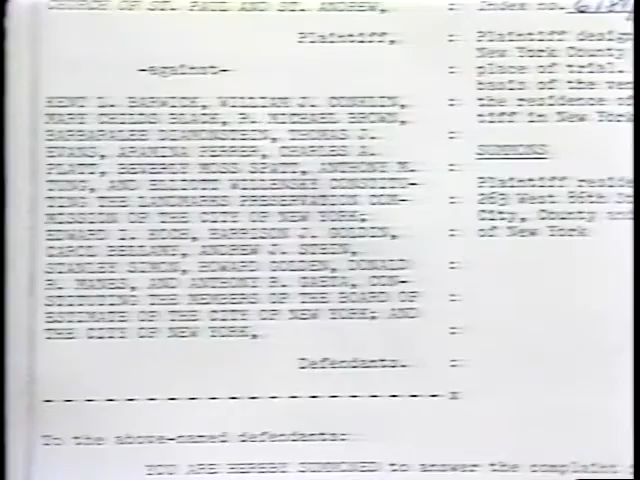 CHURCH OF ST. PAUL AND ST. ANDREW,
Plaintiff,
-against-
KENT L. BARWICK, WILLIAM J. CONKLIN,
MARY CHILDS BLACK, R. MICHAEL BROWN,
BARBARALEE DIAMONSTEIN, THOMAS J.
EVANS, CHARLES A.
PLATT, BEVERLY MOSS SPATT, ANTHONY M.
TUNG, AND ELLIOT WILLENSKY CONSTITU-
TING THE LANDMARKS PRESERVATION COM-
MISSION OF THE CITY OF NEW YORK;
EDWARD I. KOCH, HARRISON J. GOLDIN,
CAROL BELLAMY, ANDREW J. STEIN,
STANLEY SIMON, HOWARD GOLDEN, DONALD
R. MANES, AND ANTHONY R. GAETA, CON-
STITUTING THE MEMBERS OF THE BOARD OF
ESTIMATE OF THE CITY OF NEW YORK; AND
THE CITY OF NEW YORK,
Defendants.
-----------------------------------x
To the above-named defendants:
YOU ARE HEREBY SUMMONED to answer the complaint
Index no.
Plaintiff desig
New York County
place of trial.
Basis of the ve
the residence of
tiff in New York
SUMMONS
Plaintiff reside
263 West 86th
City, County
of New York